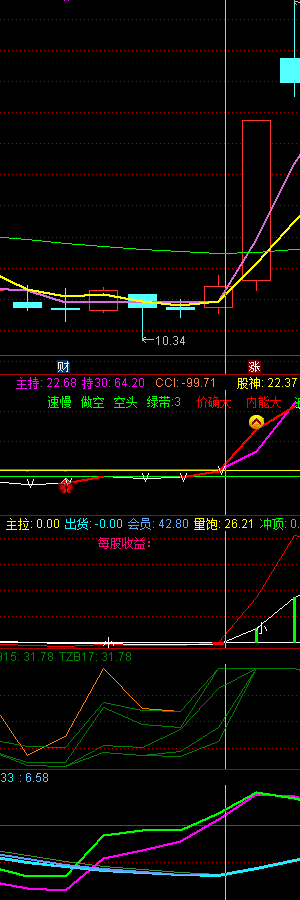 10.34
财 涨
主持: 22.68 持30: 64.20 CCI: -99.71 股神: 22.37
速慢 做空 空头 绿带:3 价确大 内能大
主拉: 0.00 出货: -0.00 会员: 42.80 量饱: 26.21 冲顶: 0.
每股收益:
小
315: 31.78 TZB17: 31.78
33 : 6.58